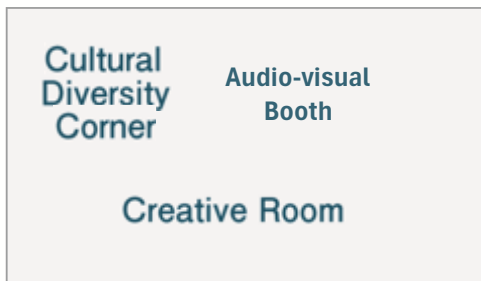 Cultural
Diversity
Corner
Audio-visual
Booth
Creative Room